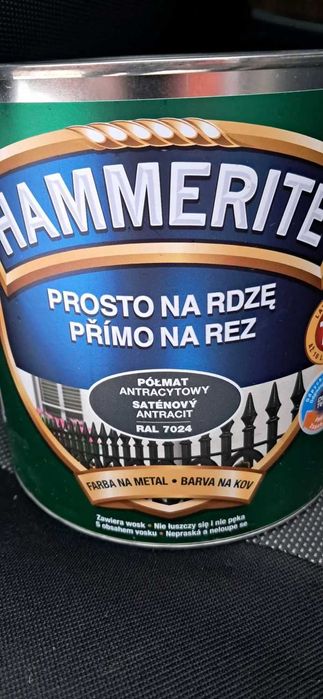 HAMMERITE
PROSTO NA RDZĘ
PŘÍMO NA REZ
PÓŁMAT
ANTRACYTOWY
SATÉNOVÝ
ANTRACIT
RAL 7024
FARBA NA METAL • BARVA NA KOV
Zawiera wosk • Nie łuszczy się i nie pęka
S obsahem vosku • Nepraská a neloupe se